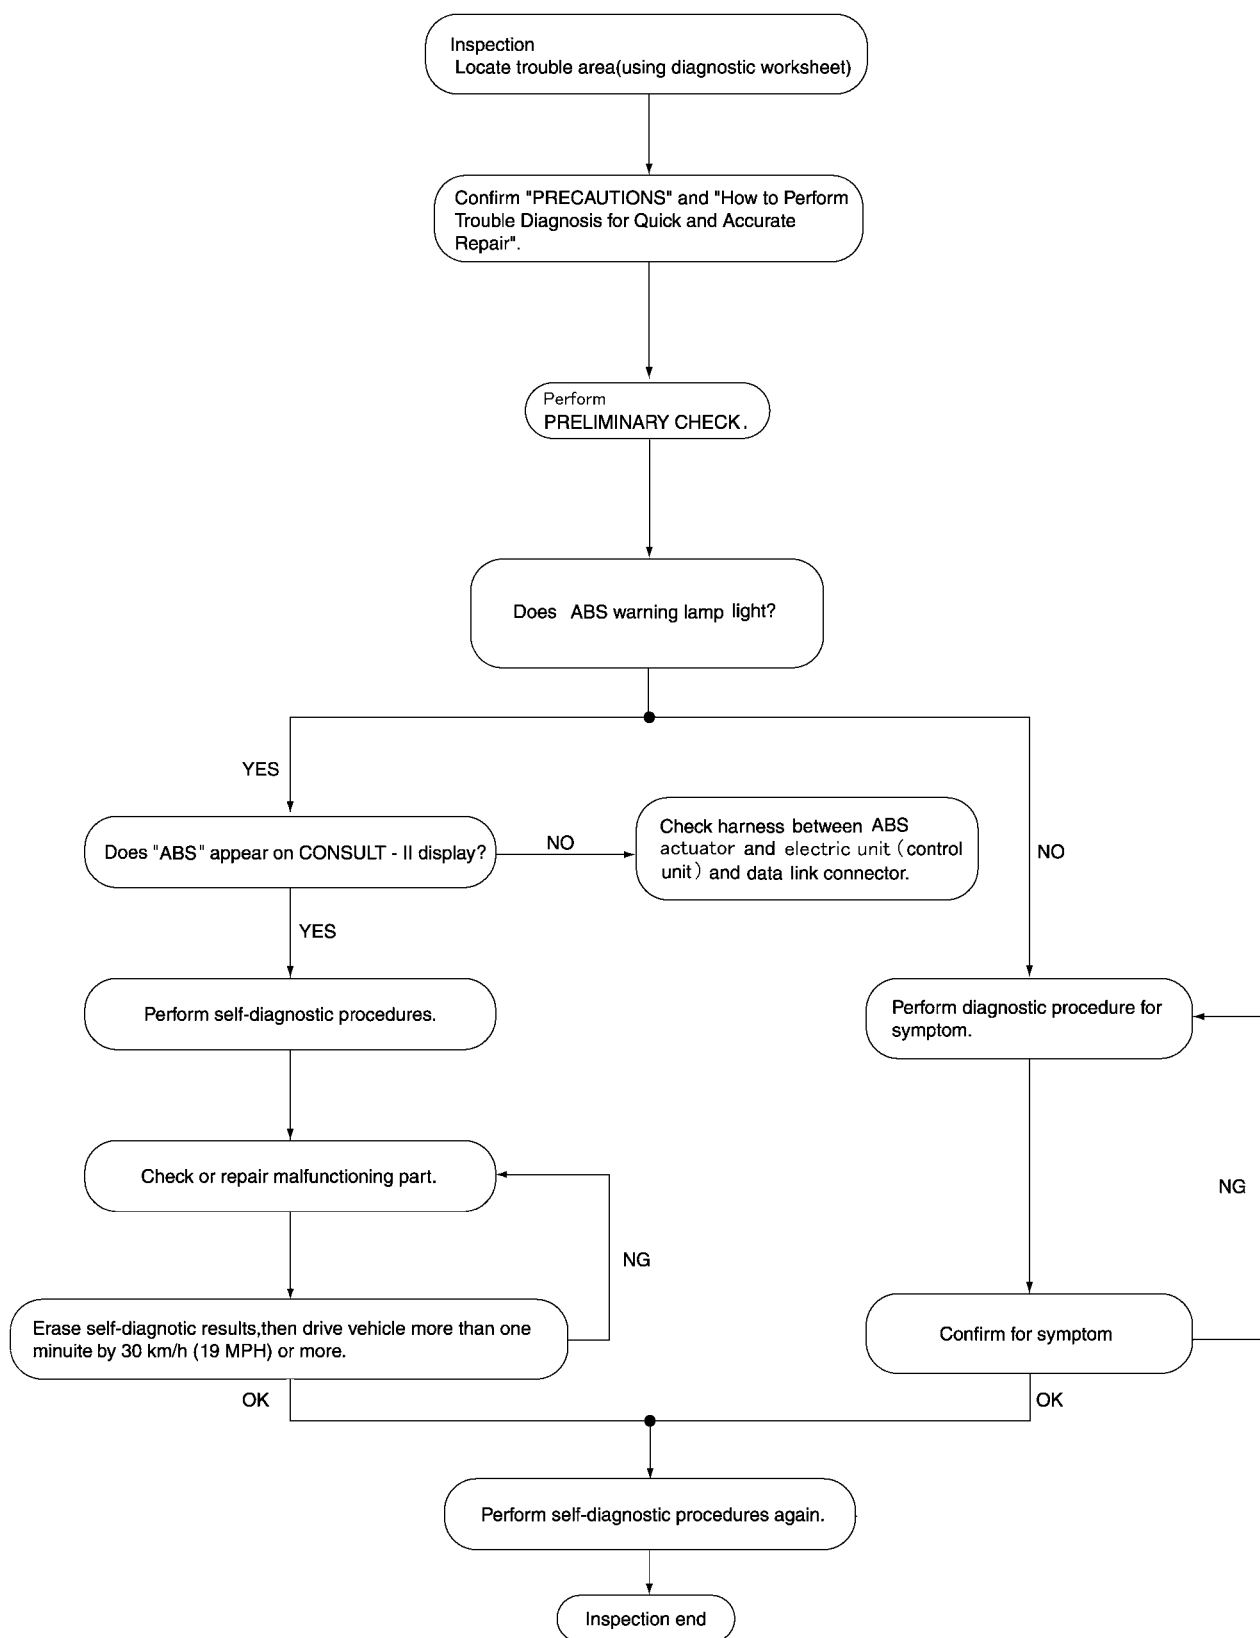 Inspection
Locate trouble area(using diagnostic worksheet)
Confirm "PRECAUTIONS" and "How to Perform
Trouble Diagnosis for Quick and Accurate
Repair".
Perform
PRELIMINARY CHECK.
Does ABS warning lamp light?
YES
Does "ABS" appear on CONSULT - II display?
NO
Check harness between ABS
actuator and electric unit (control
unit) and data link connector.
NO
YES
Perform self-diagnostic procedures.
Perform diagnostic procedure for
symptom.
Check or repair malfunctioning part.
NG
NG
Erase self-diagnotic results,then drive vehicle more than one
minuite by 30 km/h (19 MPH) or more.
Confirm for symptom
OK
OK
Perform self-diagnostic procedures again.
Inspection end